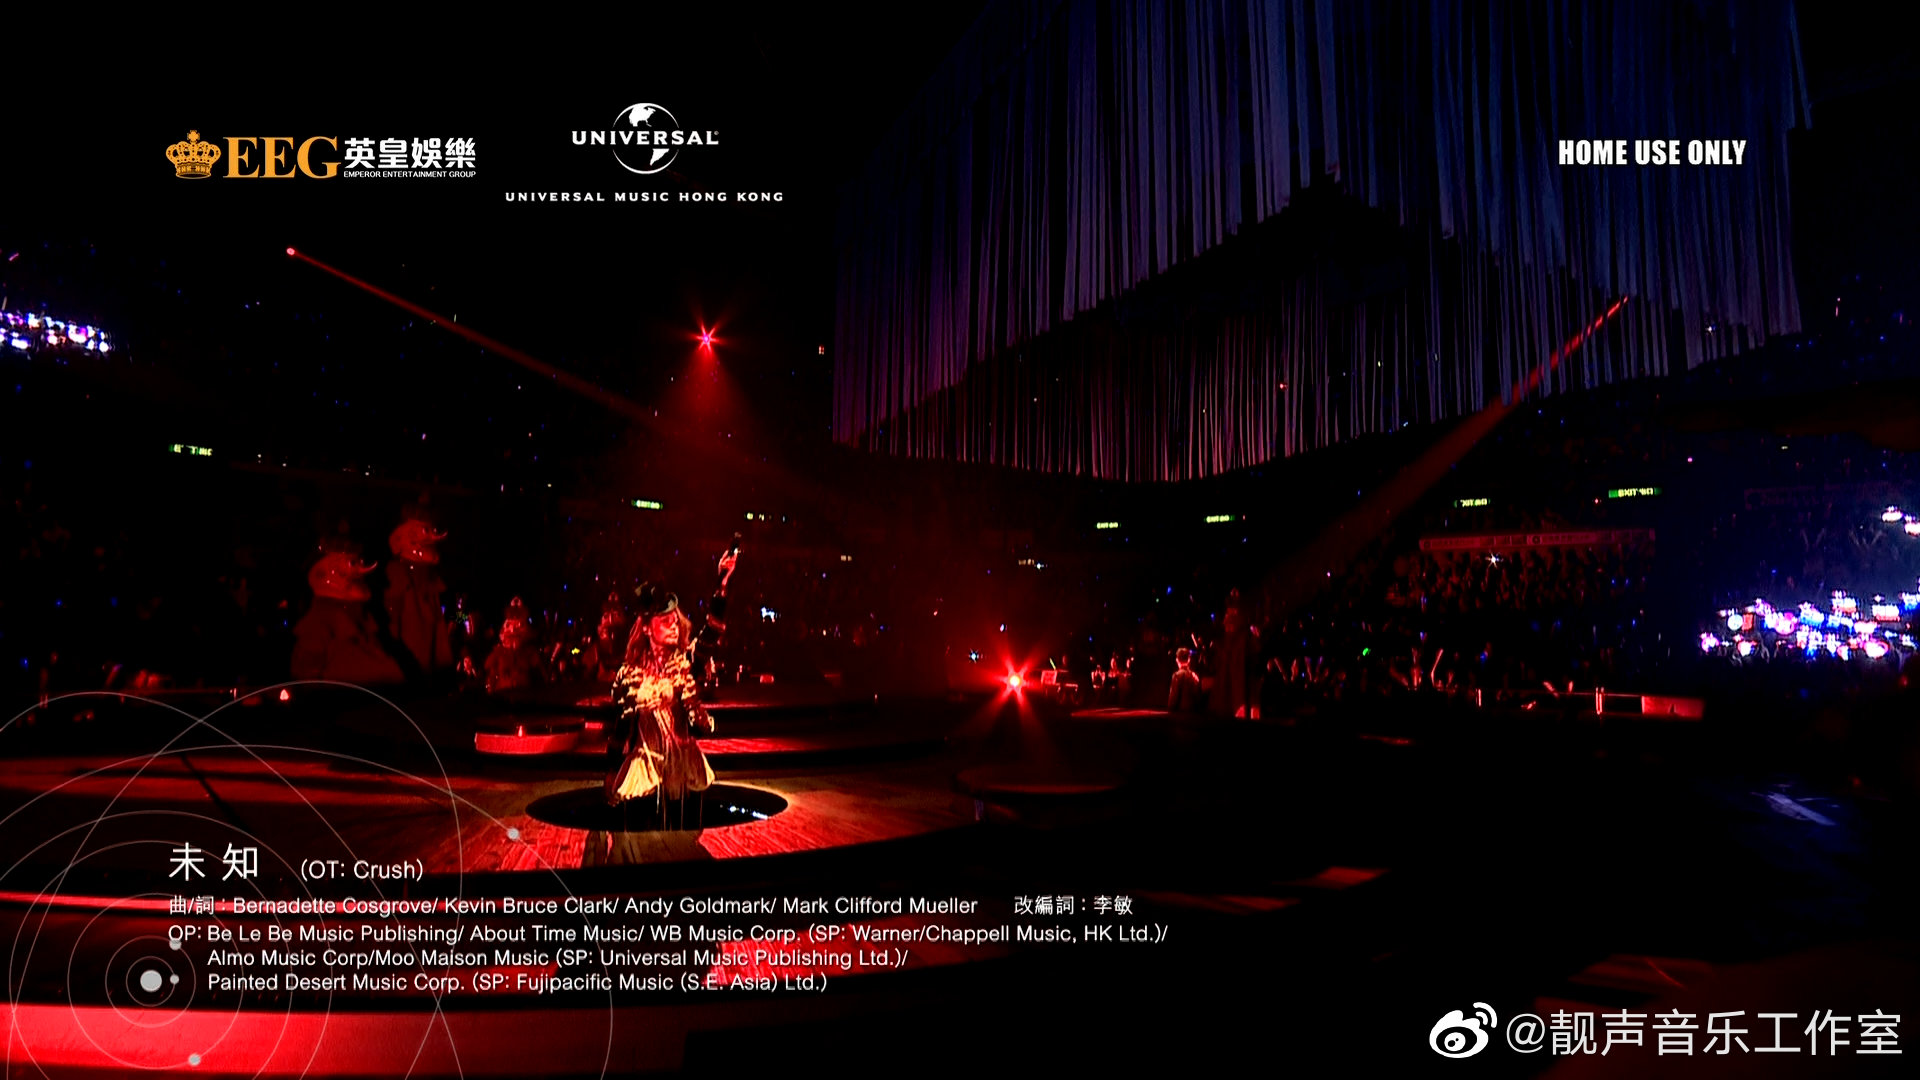 EEG英皇娛樂
EMPEROR ENTERTAINMENT GROUP
UNIVERSAL
UNIVERSAL MUSIC HONG KONG
HOME USE ONLY
EXIT 出口
未知 (OT: Crush)
曲/詞：Bernadette Cosgrove/ Kevin Bruce Clark/ Andy Goldmark/ Mark Clifford Mueller 改編詞：李敏
OP: Be Le Be Music Publishing/ About Time Music/ WB Music Corp. (SP: Warner/Chappell Music, HK Ltd.)/
Almo Music Corp/Moo Maison Music (SP: Universal Music Publishing Ltd.)/
Painted Desert Music Corp. (SP: Fujipacific Music (S.E. Asia) Ltd.)
@靓声音乐工作室